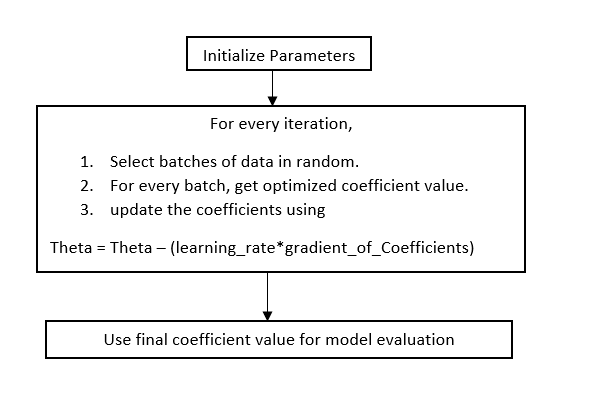 Initialize Parameters
For every iteration,
1. Select batches of data in random.
2. For every batch, get optimized coefficient value.
3. update the coefficients using
Theta = Theta – (learning_rate*gradient_of_Coefficients)
Use final coefficient value for model evaluation